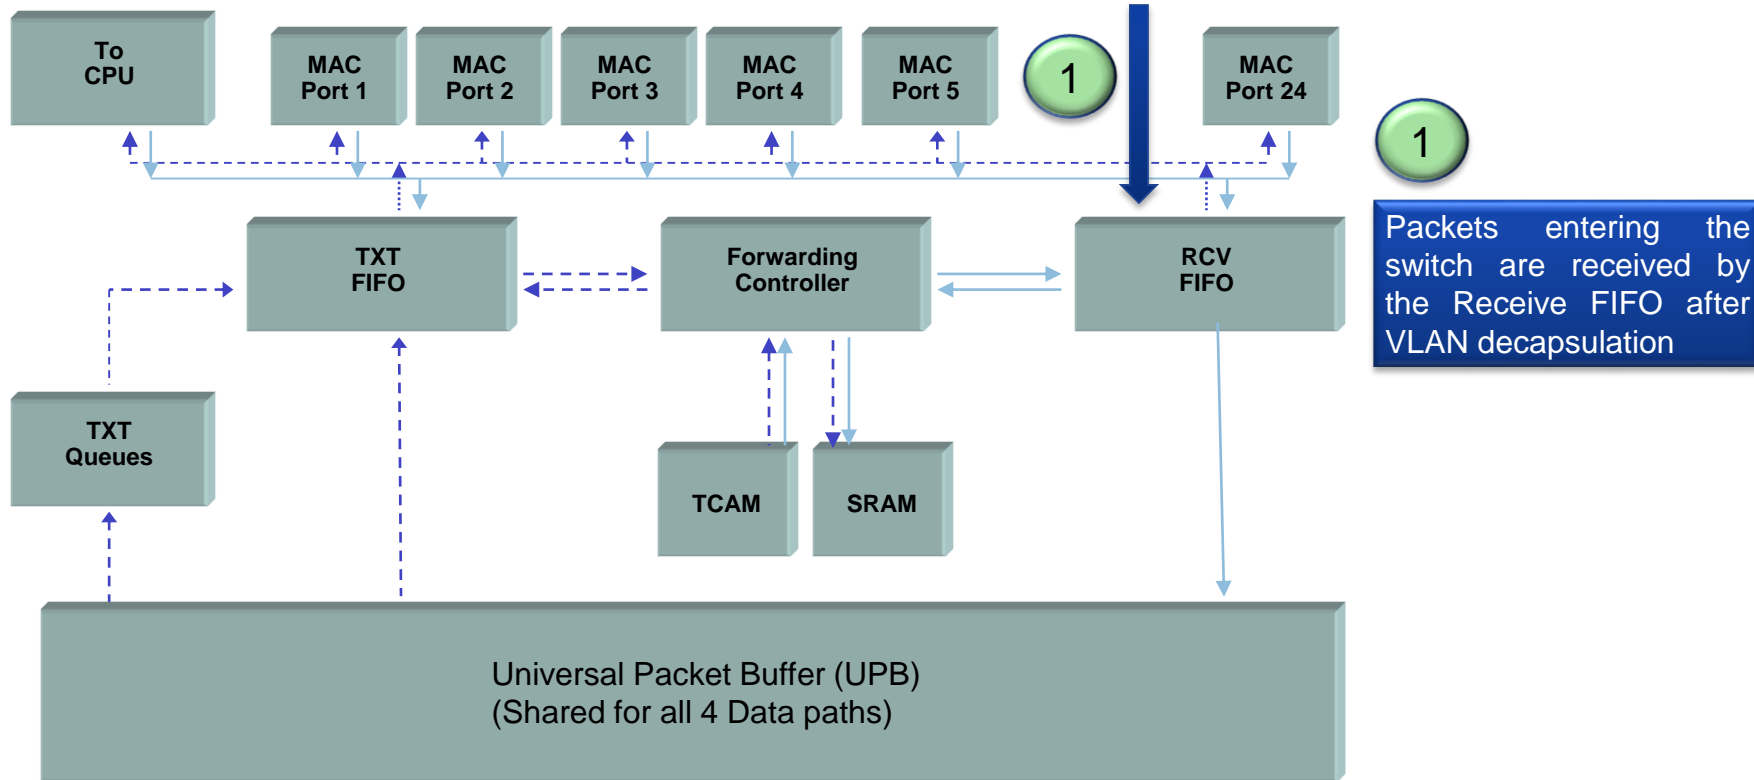 To
CPU
MAC
Port 1
MAC
Port 2
MAC
Port 3
MAC
Port 4
MAC
Port 5
1
MAC
Port 24
1
Packets entering the
switch are received by
the Receive FIFO after
VLAN decapsulation
TXT
FIFO
Forwarding
Controller
RCV
FIFO
TXT
Queues
TCAM
SRAM
Universal Packet Buffer (UPB)
(Shared for all 4 Data paths)